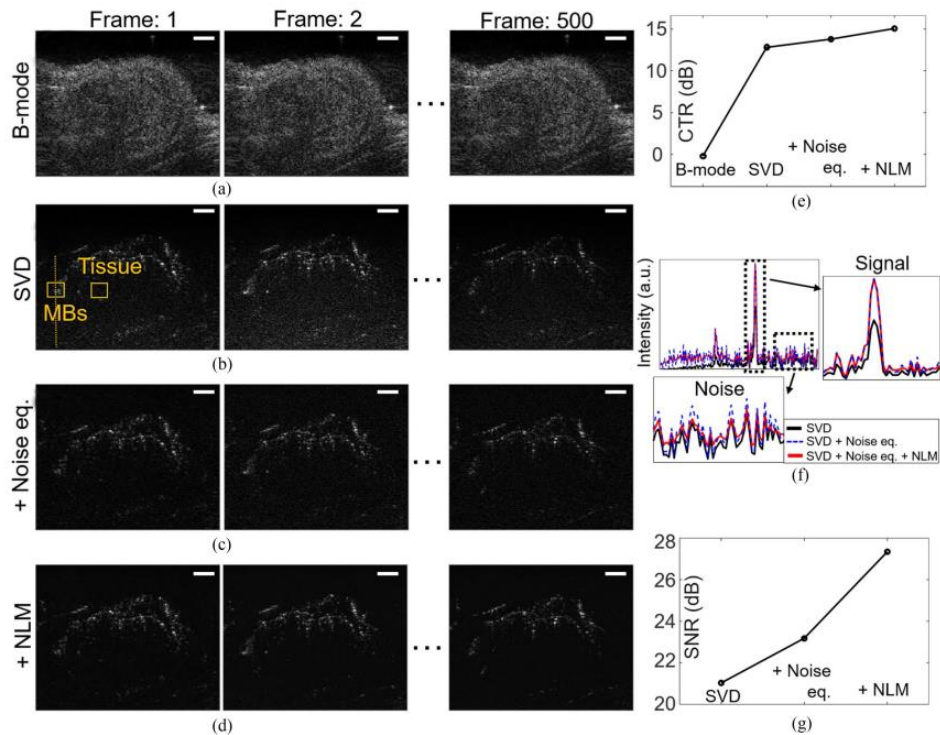 Frame: 1
Frame: 2
Frame: 500
B-mode
...
(a)
SVD
Tissue
MBs
...
(b)
+ Noise eq.
...
(c)
+ NLM
...
(d)
15
10
5
0
CTR (dB)
B-mode
SVD
+ Noise
eq.
+ NLM
(e)
Intensity (a.u.)
Signal
Noise
SVD
SVD + Noise eq.
SVD + Noise eq. + NLM
(f)
28
26
24
22
20
SNR (dB)
SVD
+ Noise
eq.
+ NLM
(g)